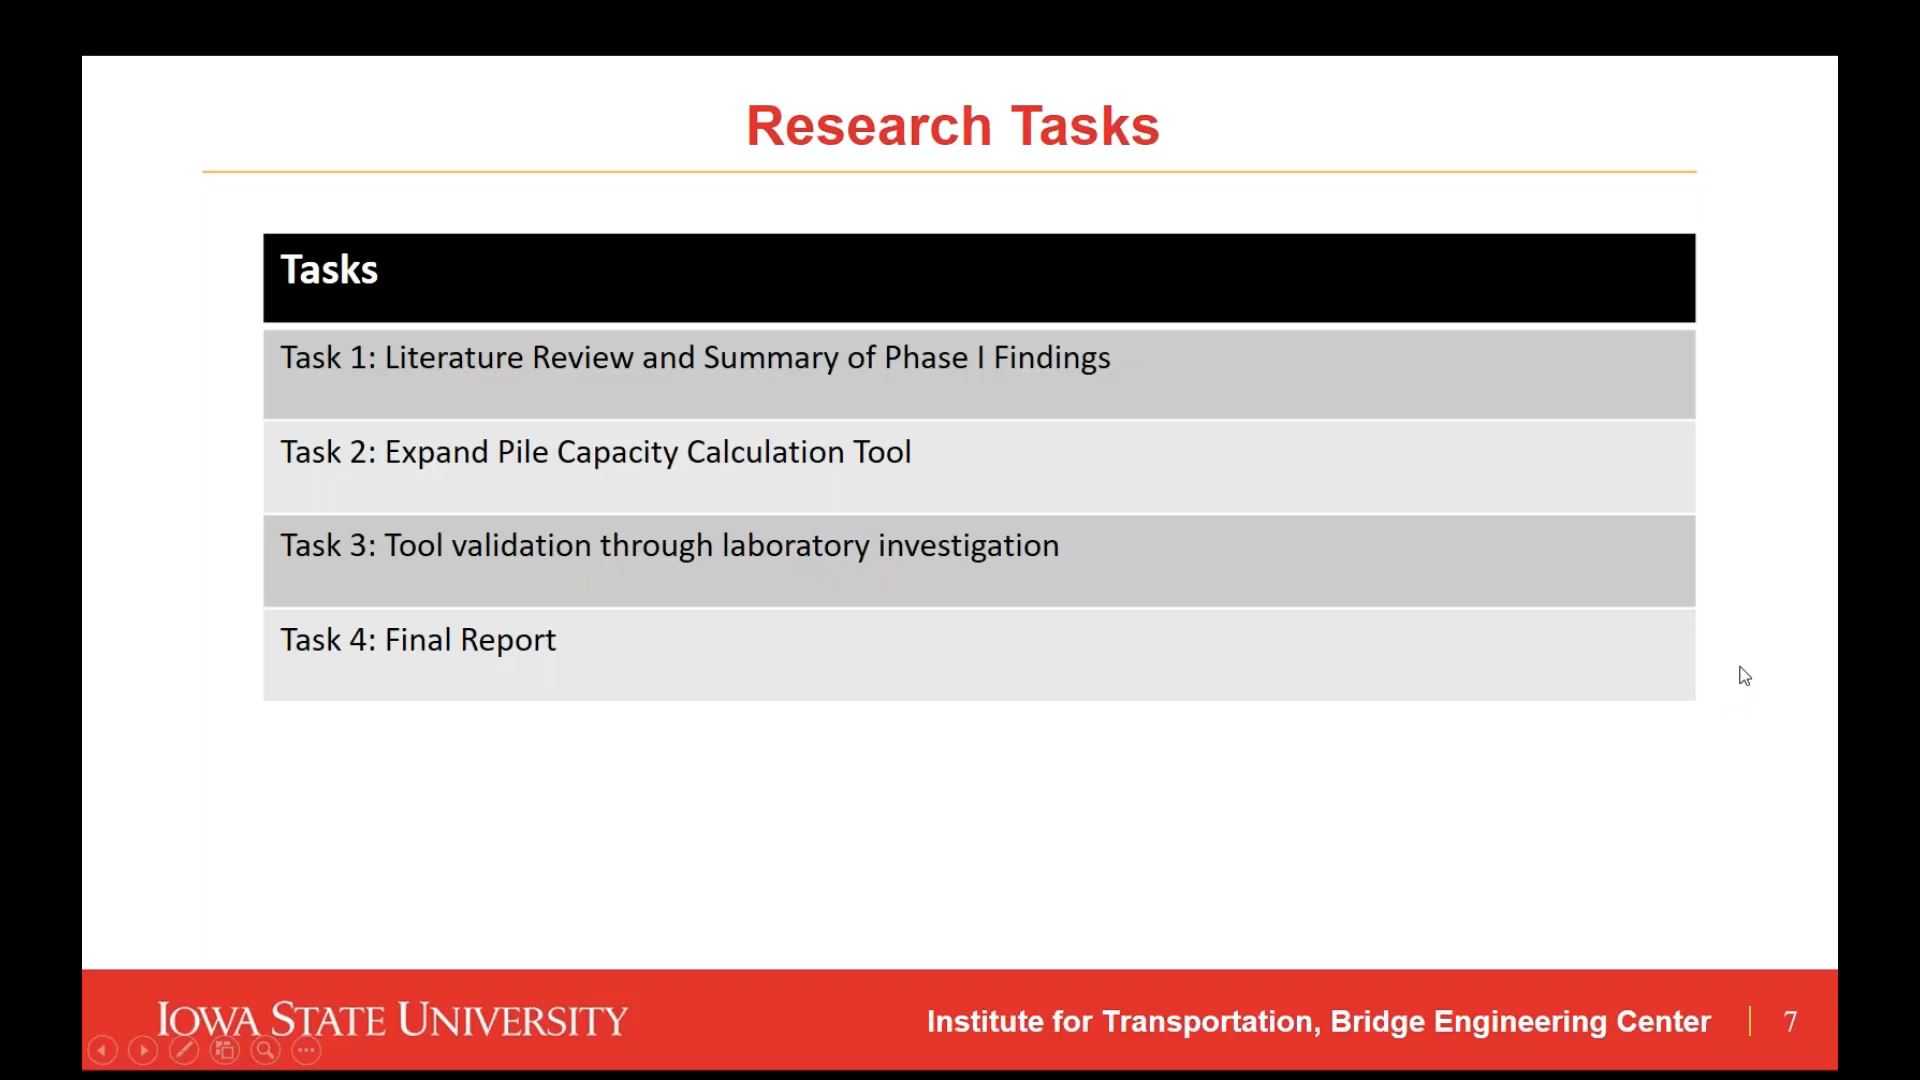 Research Tasks
Tasks
Task 1: Literature Review and Summary of Phase I Findings
Task 2: Expand Pile Capacity Calculation Tool
Task 3: Tool validation through laboratory investigation
Task 4: Final Report
IOWA STATE UNIVERSITY
Institute for Transportation, Bridge Engineering Center
7